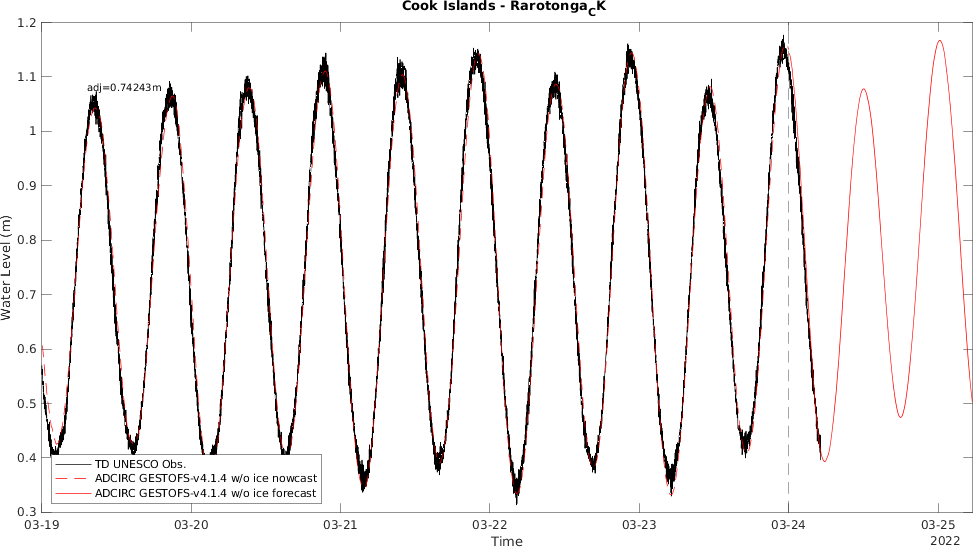 Cook Islands - Rarotonga_CK
1.2
1.1
1
0.9
0.8
0.7
0.6
0.5
0.4
0.3
Water Level (m)
adj=0.74243m
TD UNESCO Obs.
ADCIRC GESTOFS-v4.1.4 w/o ice nowcast
ADCIRC GESTOFS-v4.1.4 w/o ice forecast
03-19 03-20 03-21 03-22 03-23 03-24 03-25
Time 2022